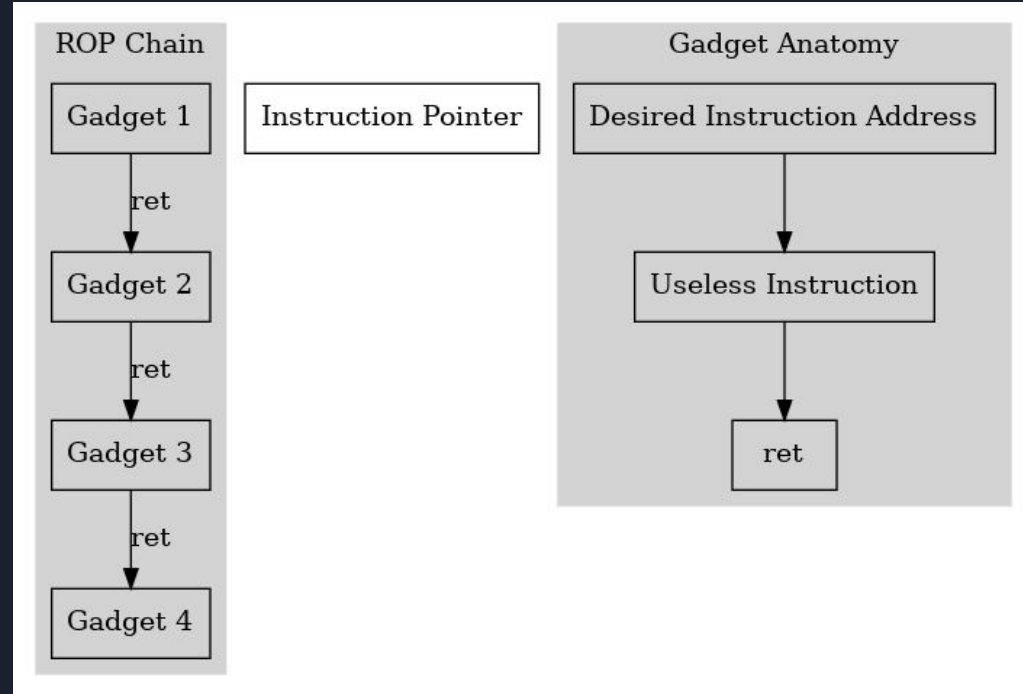 ROP Chain
Gadget 1
ret
Gadget 2
ret
Gadget 3
ret
Gadget 4
Instruction Pointer
Gadget Anatomy
Desired Instruction Address
Useless Instruction
ret